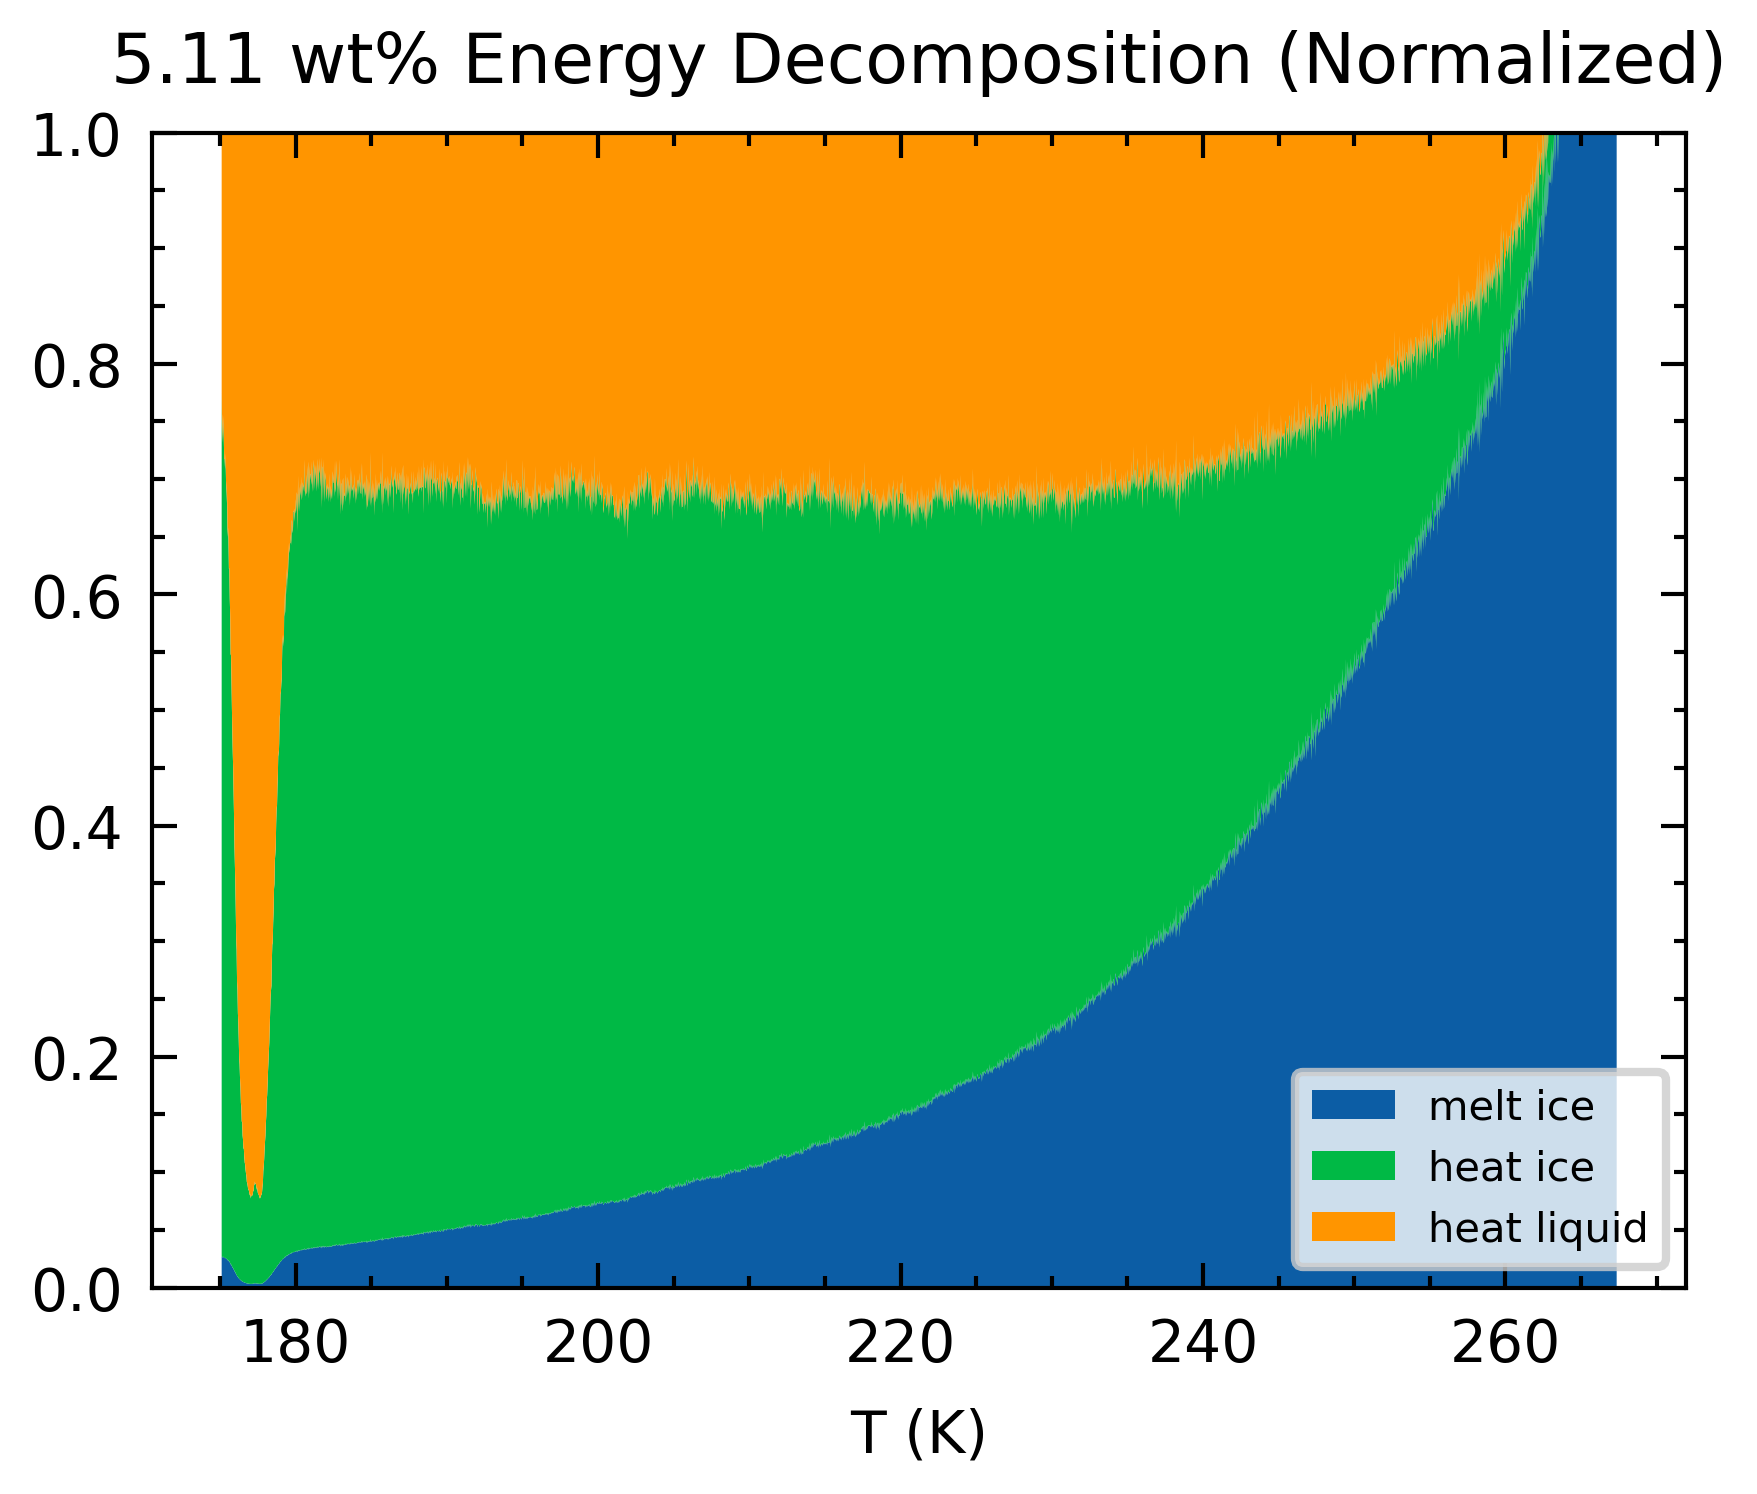 5.11 wt% Energy Decomposition (Normalized)
1.0
0.8
0.6
0.4
0.2
0.0
melt ice
heat ice
heat liquid
180 200 220 240 260
T (K)